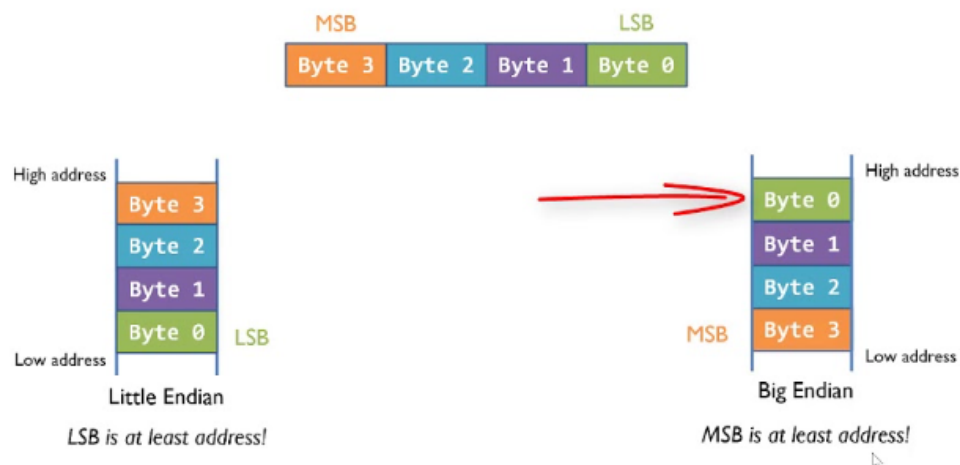 MSB LSB
Byte 3 Byte 2 Byte 1 Byte 0
High address
Byte 3
Byte 2
Byte 1
Byte 0 LSB
Low address
Little Endian
LSB is at least address!
High address
Byte 0
Byte 1
Byte 2
MSB Byte 3
Low address
Big Endian
MSB is at least address!